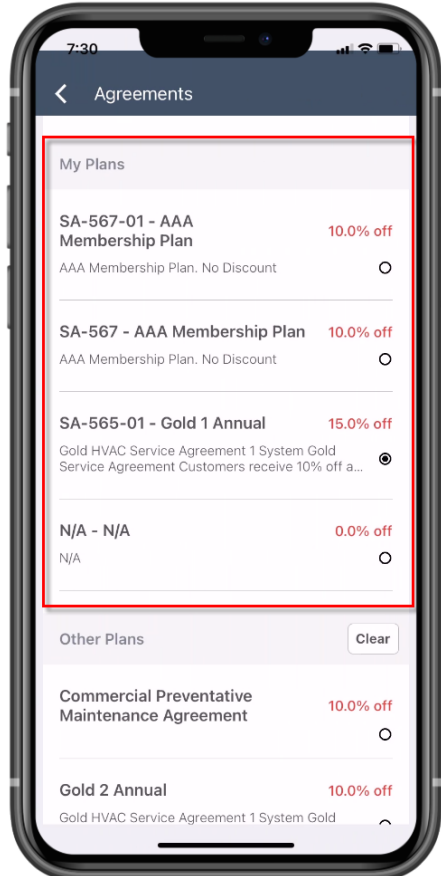 7:30
Agreements
My Plans
SA-567-01 - AAA
Membership Plan
10.0% off
AAA Membership Plan. No Discount
SA-567 - AAA Membership Plan
10.0% off
AAA Membership Plan. No Discount
SA-565-01 - Gold 1 Annual
15.0% off
Gold HVAC Service Agreement 1 System Gold
Service Agreement Customers receive 10% off a...
N/A - N/A
0.0% off
N/A
Other Plans
Clear
Commercial Preventative
Maintenance Agreement
10.0% off
Gold 2 Annual
10.0% off
Gold HVAC Service Agreement 1 System Gold